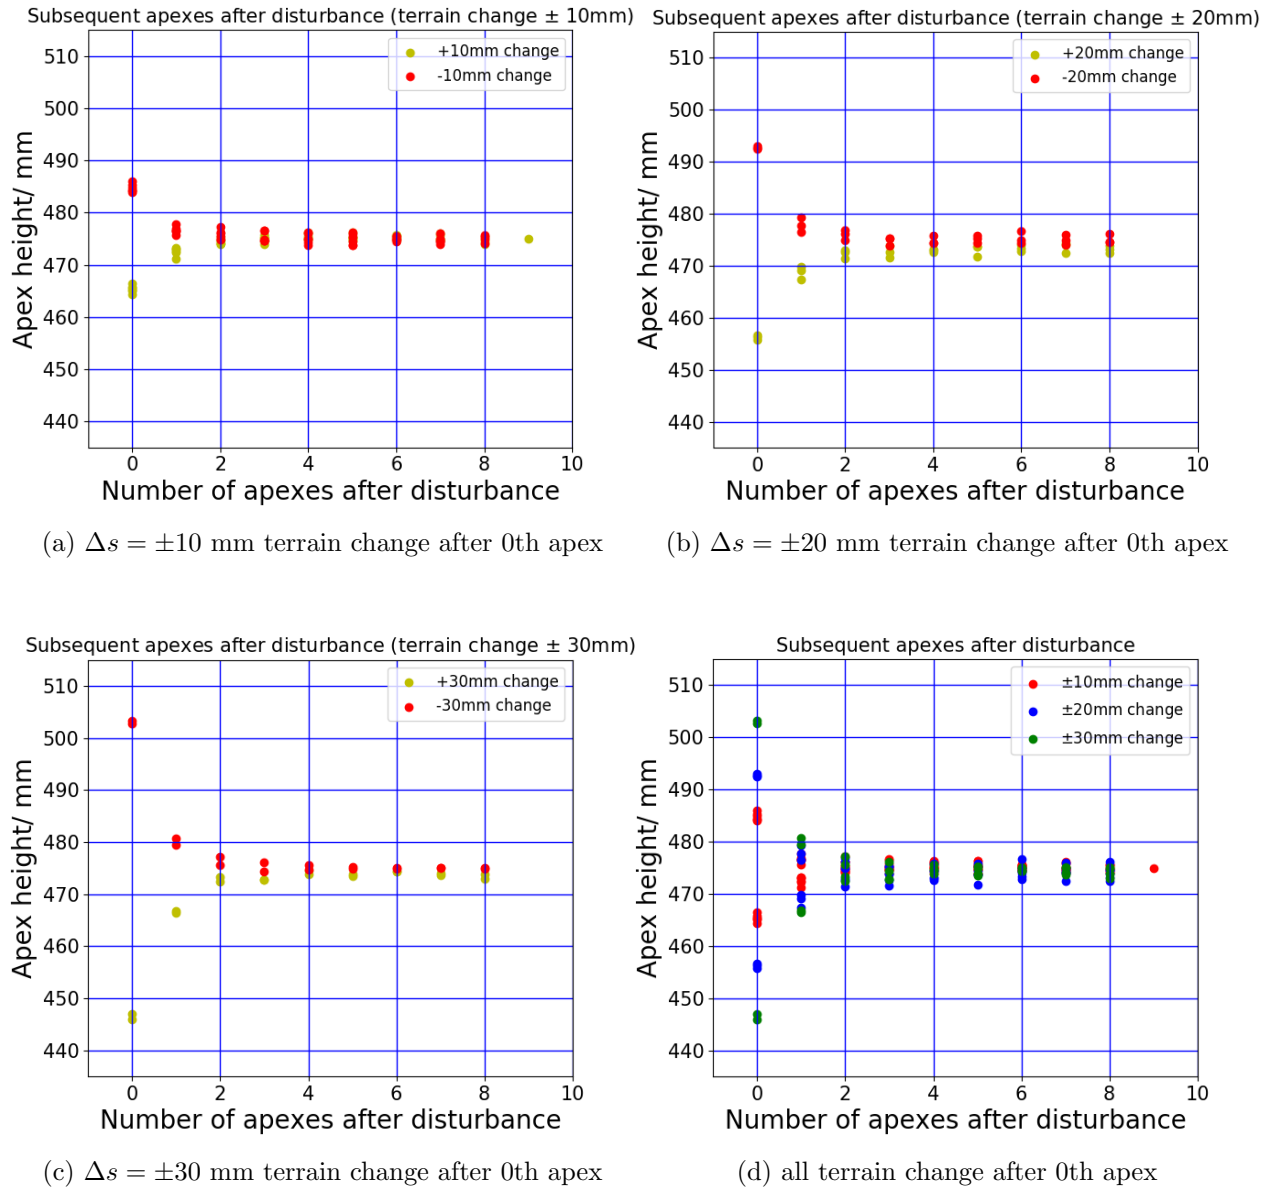 Subsequent apexes after disturbance (terrain change ± 10mm)
510
500
490
480
470
460
450
440
Apex height/ mm
+10mm change
-10mm change
0 2 4 6 8 10
Number of apexes after disturbance
(a) Δs = ±10 mm terrain change after 0th apex
Subsequent apexes after disturbance (terrain change ± 20mm)
510
500
490
480
470
460
450
440
Apex height/ mm
+20mm change
-20mm change
0 2 4 6 8 10
Number of apexes after disturbance
(b) Δs = ±20 mm terrain change after 0th apex
Subsequent apexes after disturbance (terrain change ± 30mm)
510
500
490
480
470
460
450
440
Apex height/ mm
+30mm change
-30mm change
0 2 4 6 8 10
Number of apexes after disturbance
(c) Δs = ±30 mm terrain change after 0th apex
Subsequent apexes after disturbance
510
500
490
480
470
460
450
440
Apex height/ mm
±10mm change
±20mm change
±30mm change
0 2 4 6 8 10
Number of apexes after disturbance
(d) all terrain change after 0th apex